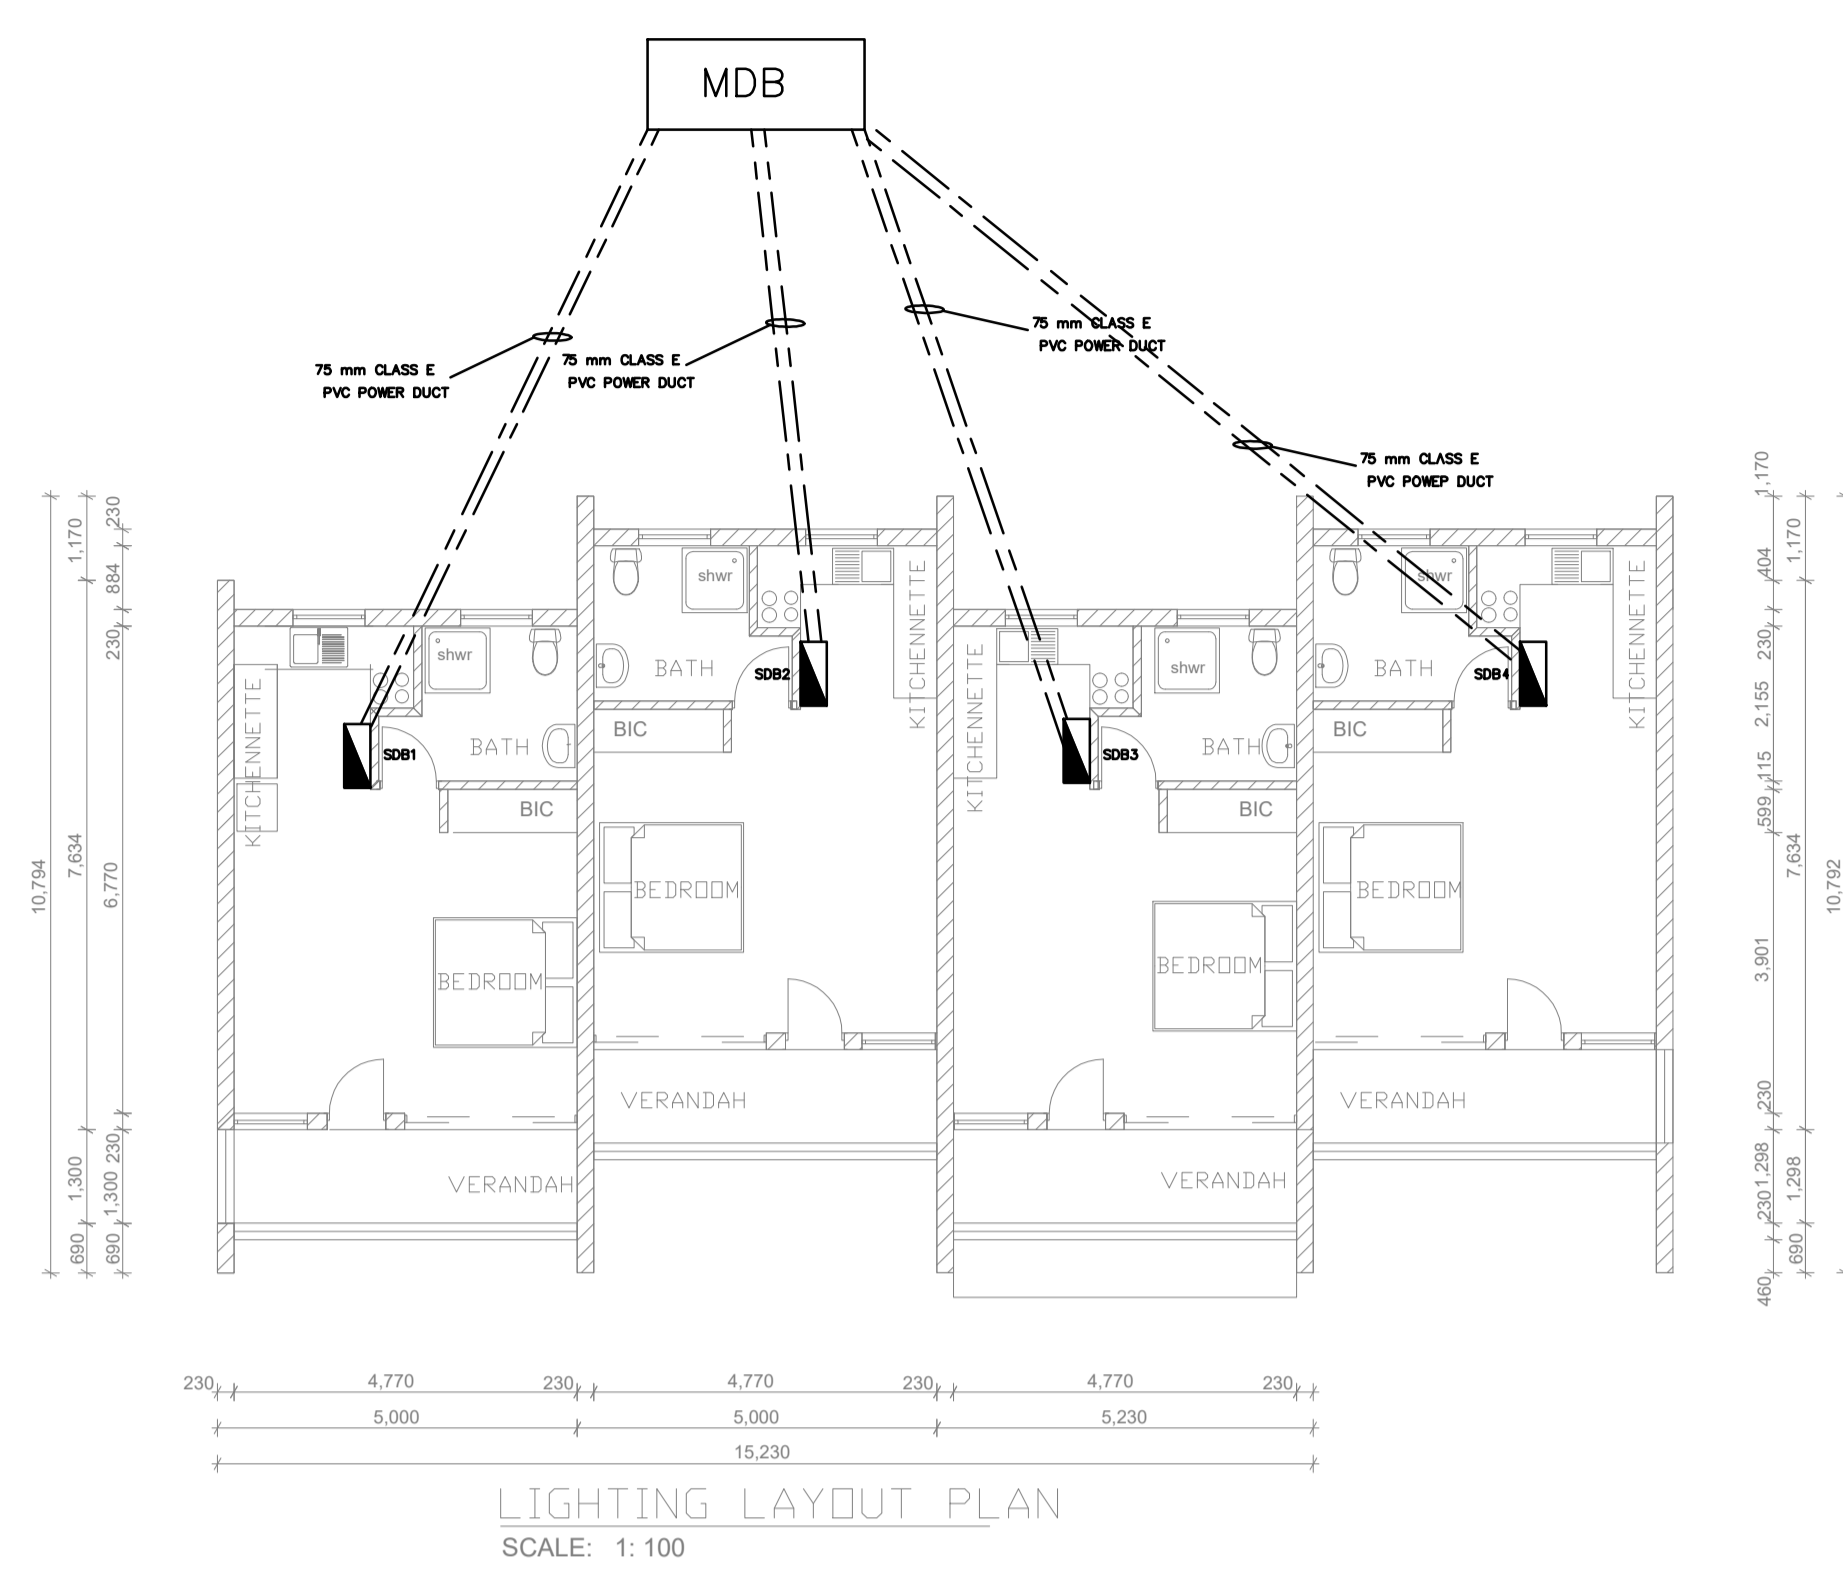 MDB
75 mm CLASS E
PVC POWER DUCT
75 mm CLASS E
PVC POWER DUCT
75 mm CLASS E
PVC POWER DUCT
75 mm CLASS E
PVC POWEP DUCT
shwr
BATH
KITCHENNETTE
SDB1
BIC
BEDROOM
VERANDAH
shwr
BATH
KITCHENNETTE
SDB2
BIC
BEDROOM
VERANDAH
KITCHENNETTE
shwr
BATH
SDB3
BIC
BEDROOM
VERANDAH
shwr
BATH
KITCHENNETTE
SDB4
BIC
BEDROOM
VERANDAH
10,794
1,170
7,634
1,300
690
230
884
230
6,770
230
1,300
690
1,170
404
230
2,155
115
599
3,901
230
1,298
230
460
1,170
7,634
1,298
690
10,792
230 4,770 230 4,770 230 4,770 230
5,000 5,000 5,230
15,230
LIGHTING LAYOUT PLAN
SCALE: 1: 100